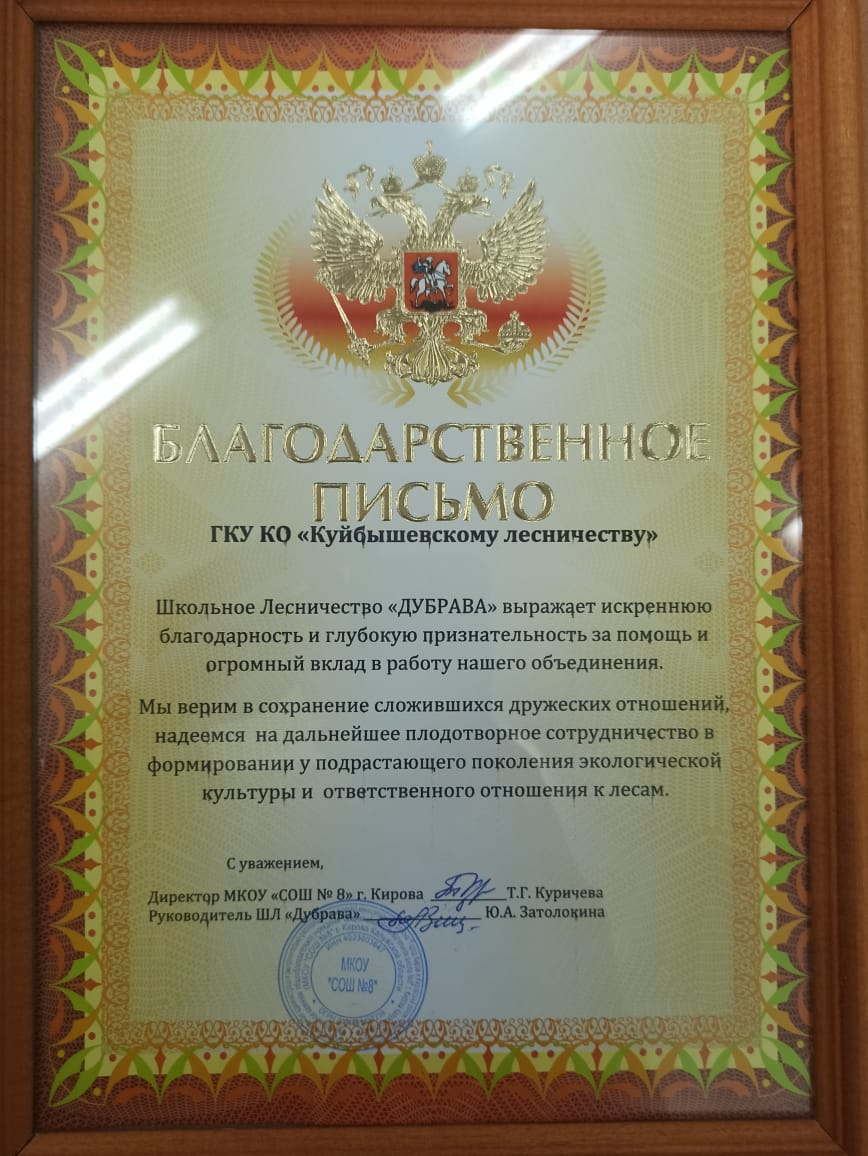 БЛАГОДАРСТВЕННОЕ
ПИСЬМО
ГКУ КО «Куйбышевскому лесничеству»
Школьное Лесничество «ДУБРАВА» выражает искреннюю
благодарность и глубокую признательность за помощь и
огромный вклад в работу нашего объединения.
Мы верим в сохранение сложившихся дружеских отношений,
надеемся на дальнейшее плодотворное сотрудничество в
формировании у подрастающего поколения экологической
культуры и ответственного отношения к лесам.
С уважением,
Директор МКОУ «СОШ № 8» г. Кирова Т.Г. Куричева
Руководитель ШЛ «Дубрава» Ю.А. Затолокина
МКОУ
"СОШ №8"